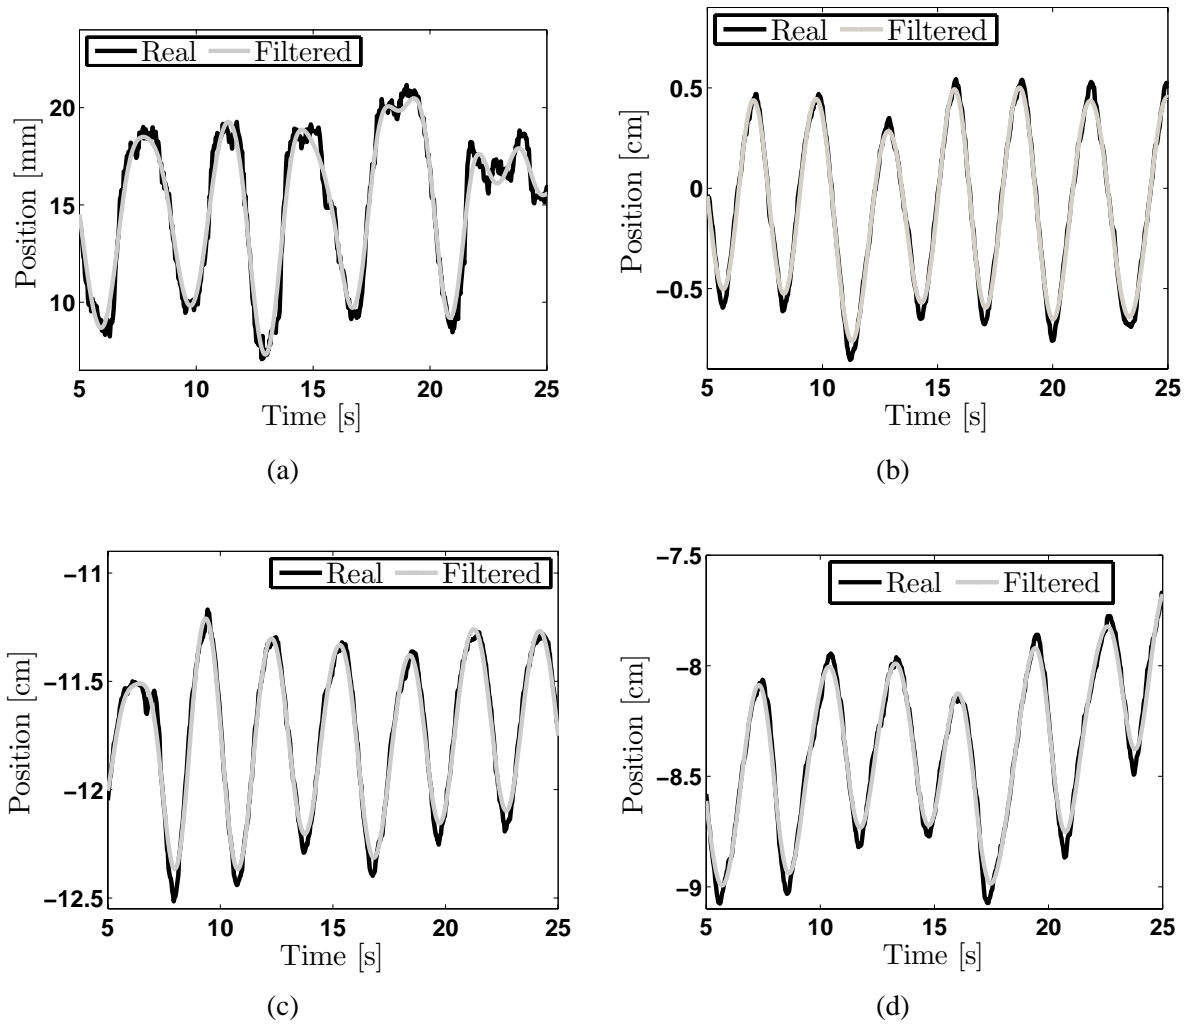 Real Filtered
20
15
10
Position [mm]
5 10 15 20 25
Time [s]
(a)
Real Filtered
0.5
0
−0.5
Position [cm]
5 10 15 20 25
Time [s]
(b)
Real Filtered
−11
−11.5
−12
−12.5
Position [cm]
5 10 15 20 25
Time [s]
(c)
Real Filtered
−7.5
−8
−8.5
−9
Position [cm]
5 10 15 20 25
Time [s]
(d)